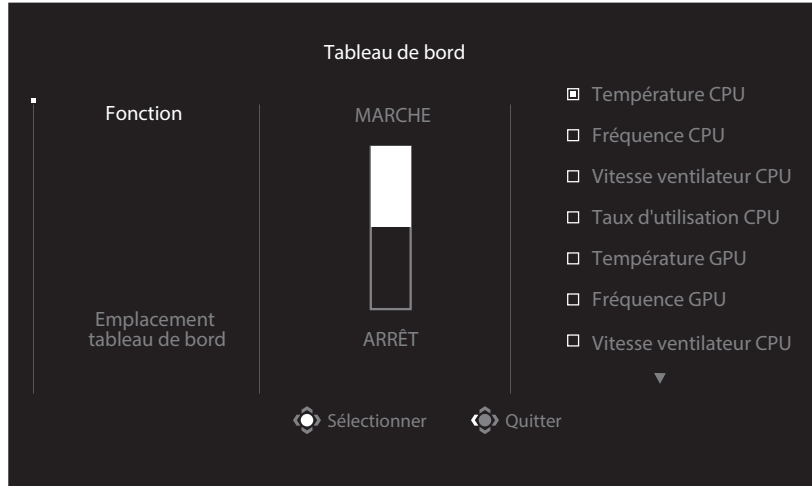 Tableau de bord
Fonction
Emplacement
tableau de bord
MARCHE
ARRÊT
Température CPU
Fréquence CPU
Vitesse ventilateur CPU
Taux d'utilisation CPU
Température GPU
Fréquence GPU
Vitesse ventilateur CPU
Sélectionner
Quitter